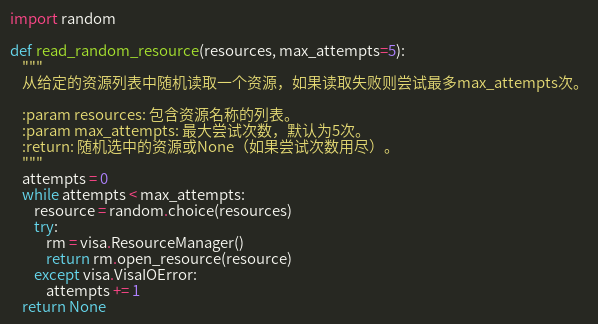 import random
def read_random_resource(resources, max_attempts=5):
"""
从给定的资源列表中随机读取一个资源，如果读取失败则尝试最多max_attempts次。
:param resources: 包含资源名称的列表。
:param max_attempts: 最大尝试次数，默认为5次。
:return: 随机选中的资源或None（如果尝试次数用尽）。
"""
attempts = 0
while attempts < max_attempts:
resource = random.choice(resources)
try:
rm = visa.ResourceManager()
return rm.open_resource(resource)
except visa.VisaIOError:
attempts += 1
return None